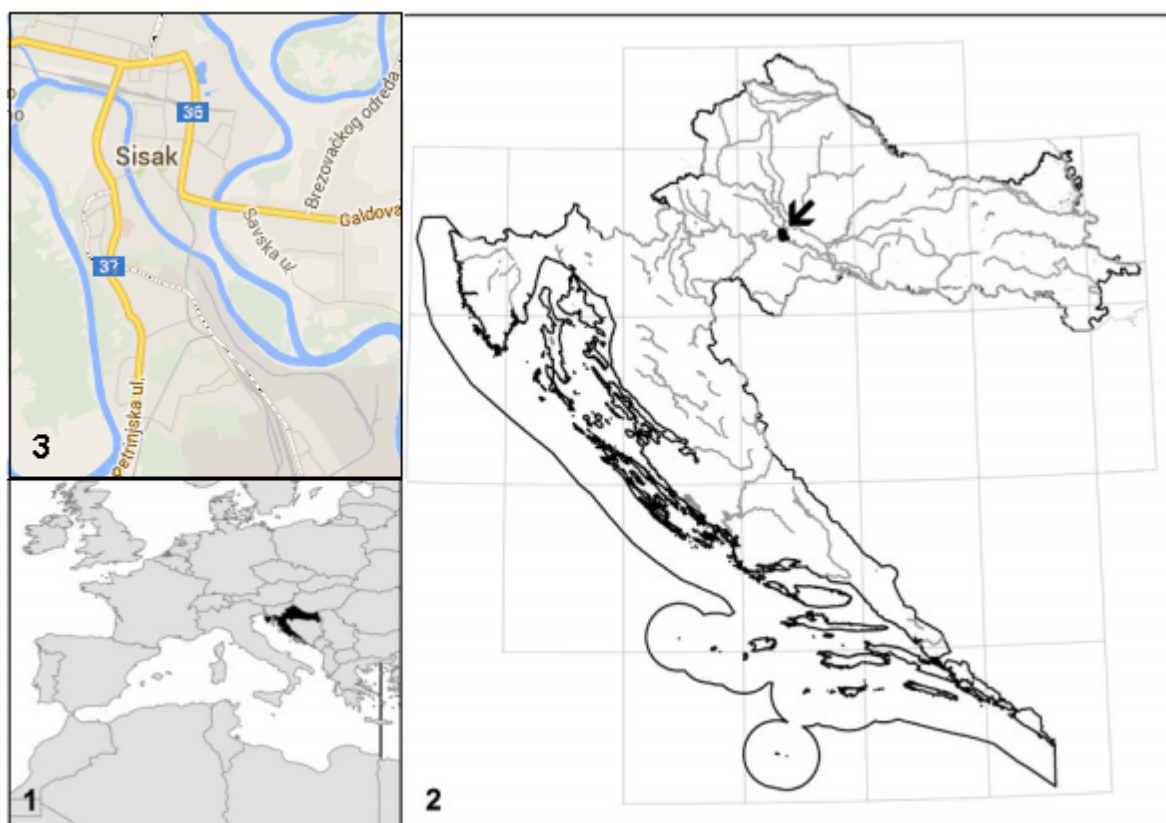 36
Sisak
Brezovačkog odreda
Galdova
Savska ul.
37
Petrinjska ul.
3
1
2